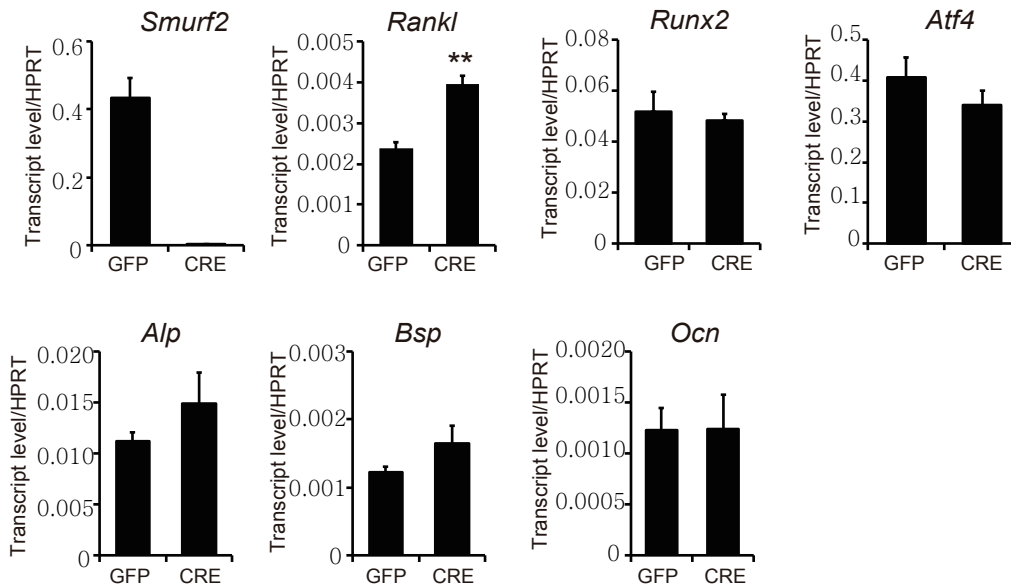 Smurf2
Transcript level/HPRT
0.6
0.4
0.2
0
GFP CRE
Rankl
Transcript level/HPRT
0.005
0.004
0.003
0.002
0.001
0
**
GFP CRE
Runx2
Transcript level/HPRT
0.08
0.06
0.04
0.02
0
GFP CRE
Atf4
Transcript level/HPRT
0.5
0.4
0.3
0.2
0.1
0
GFP CRE
Alp
Transcript level/HPRT
0.020
0.015
0.010
0.005
0
GFP CRE
Bsp
Transcript level/HPRT
0.003
0.002
0.001
0
GFP CRE
Ocn
Transcript level/HPRT
0.0020
0.0015
0.0010
0.0005
0
GFP CRE